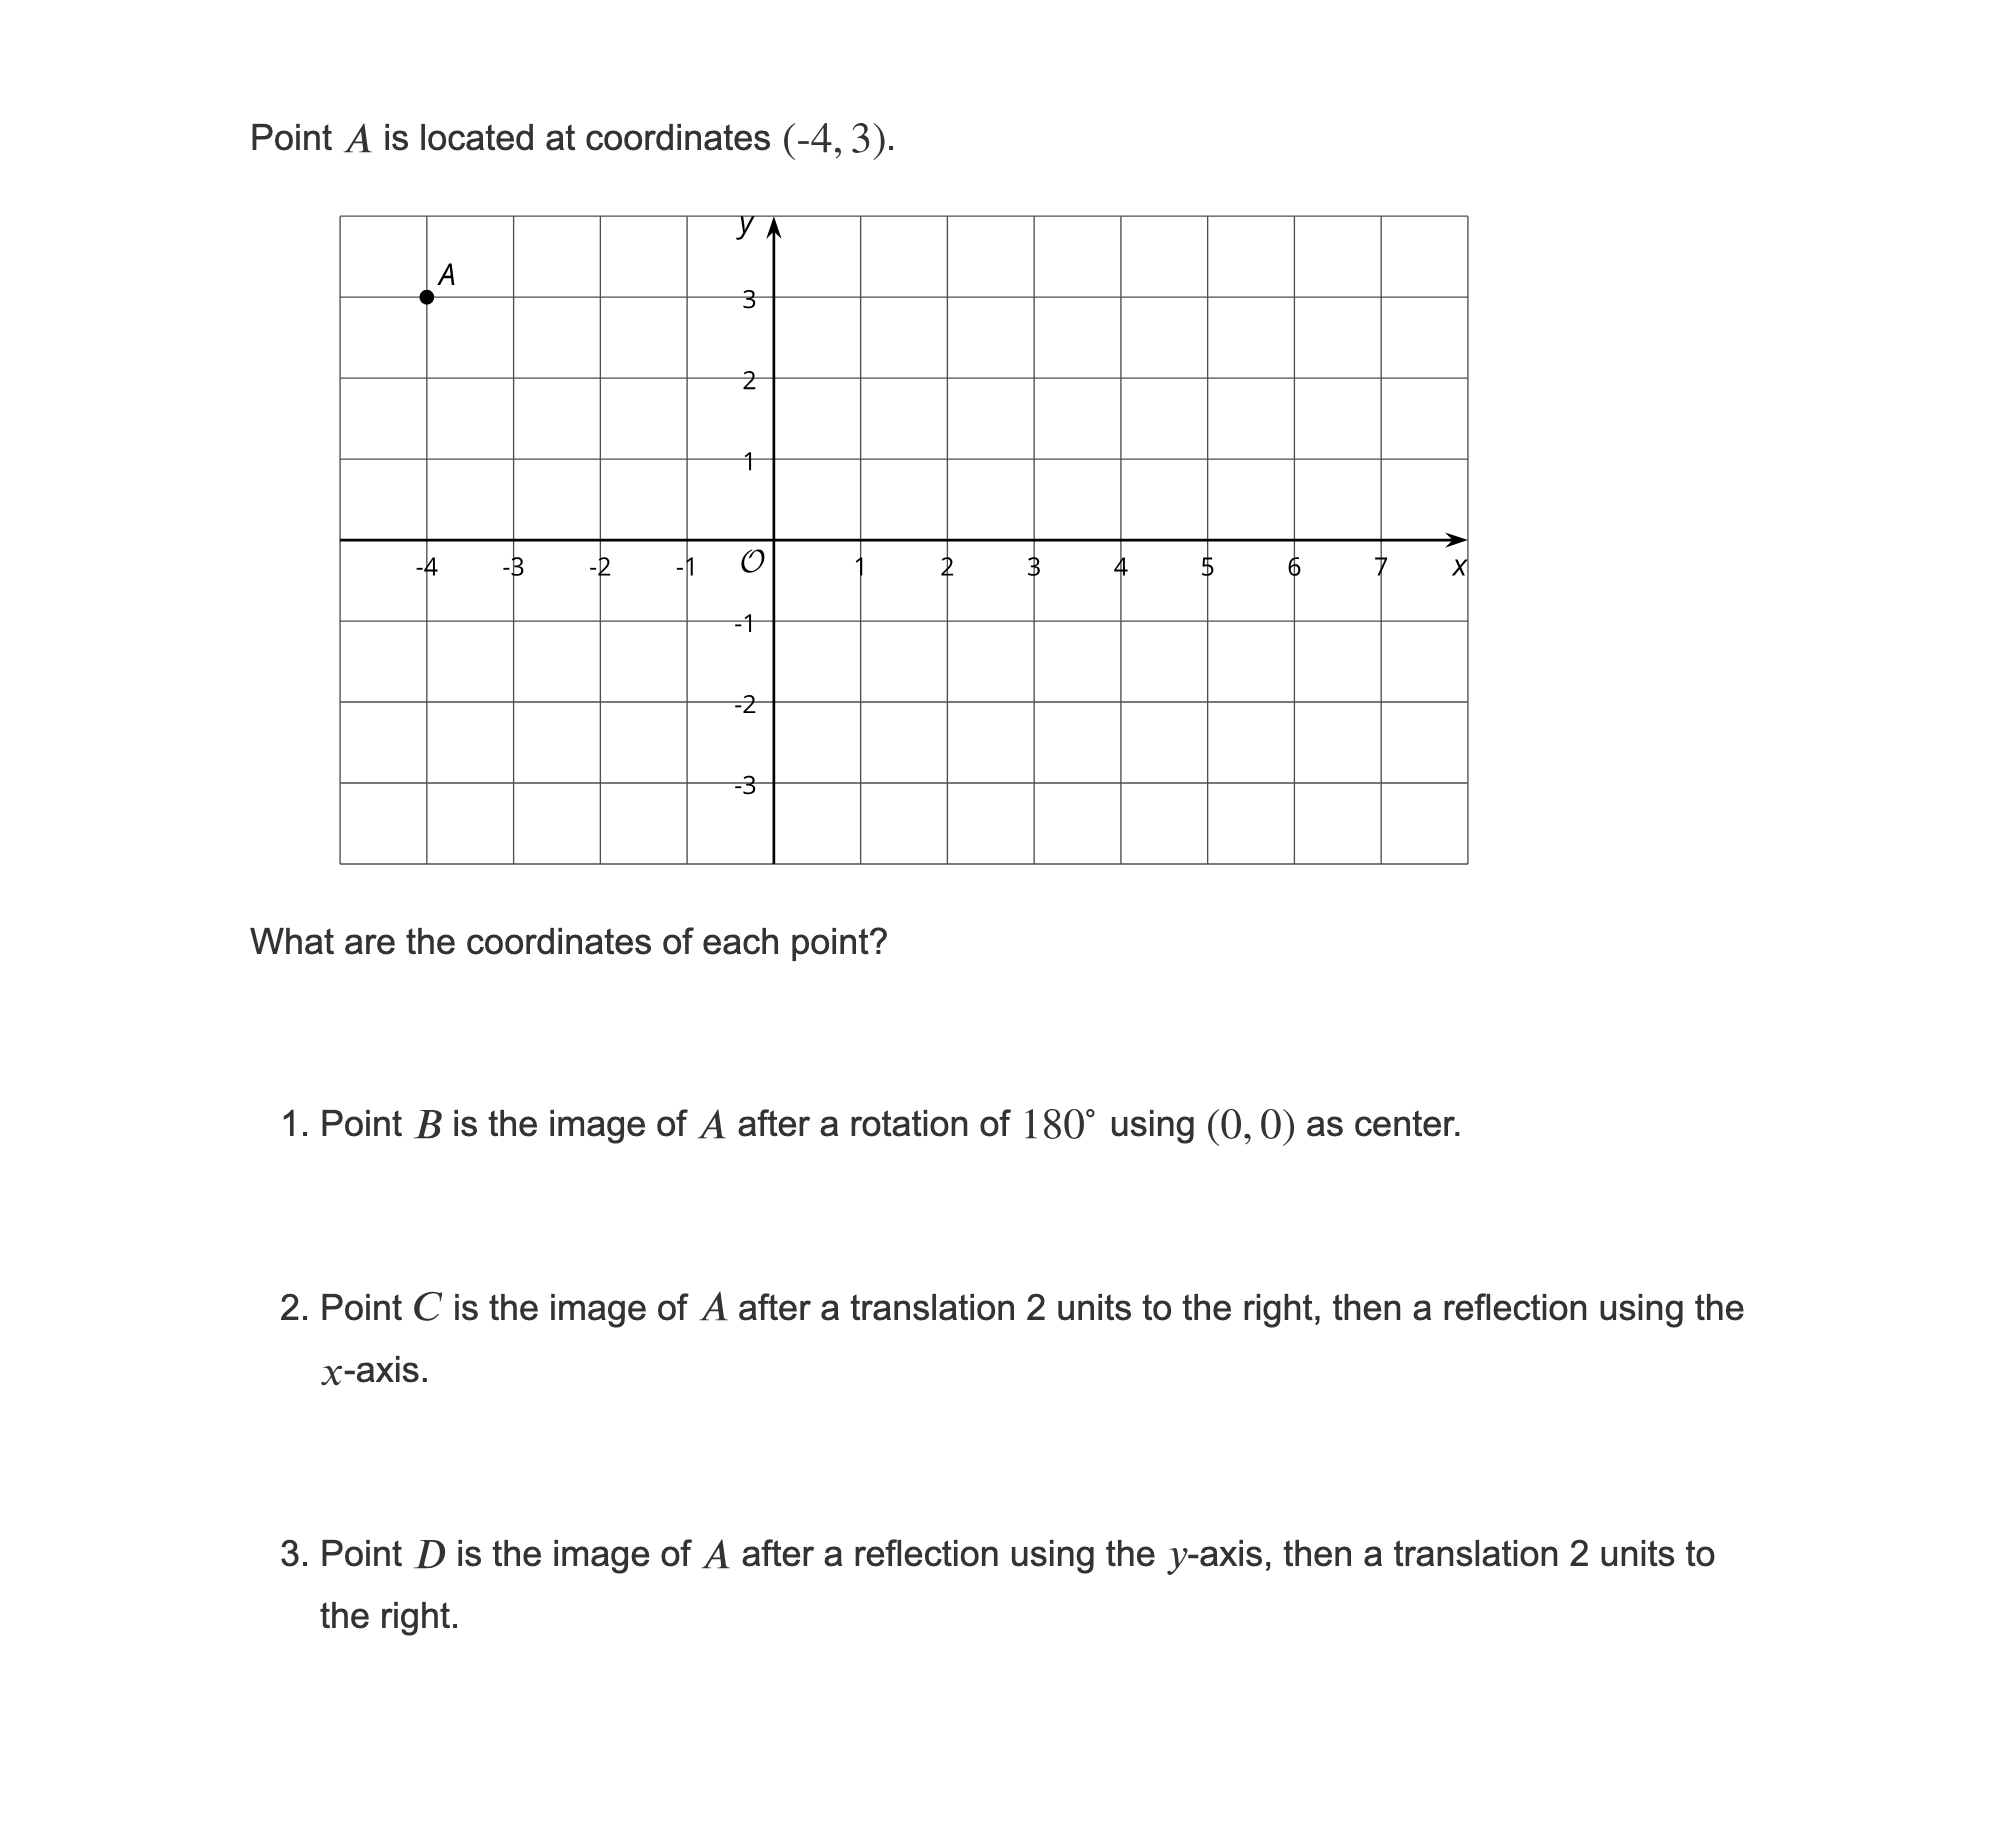 Point A is located at coordinates (-4, 3).
y
A
3
2
1
-4 -3 -2 -1 O 1 2 3 4 5 6 7 x
-1
-2
-3
What are the coordinates of each point?
1. Point B is the image of A after a rotation of 180° using (0, 0) as center.
2. Point C is the image of A after a translation 2 units to the right, then a reflection using the
x-axis.
3. Point D is the image of A after a reflection using the y-axis, then a translation 2 units to
the right.